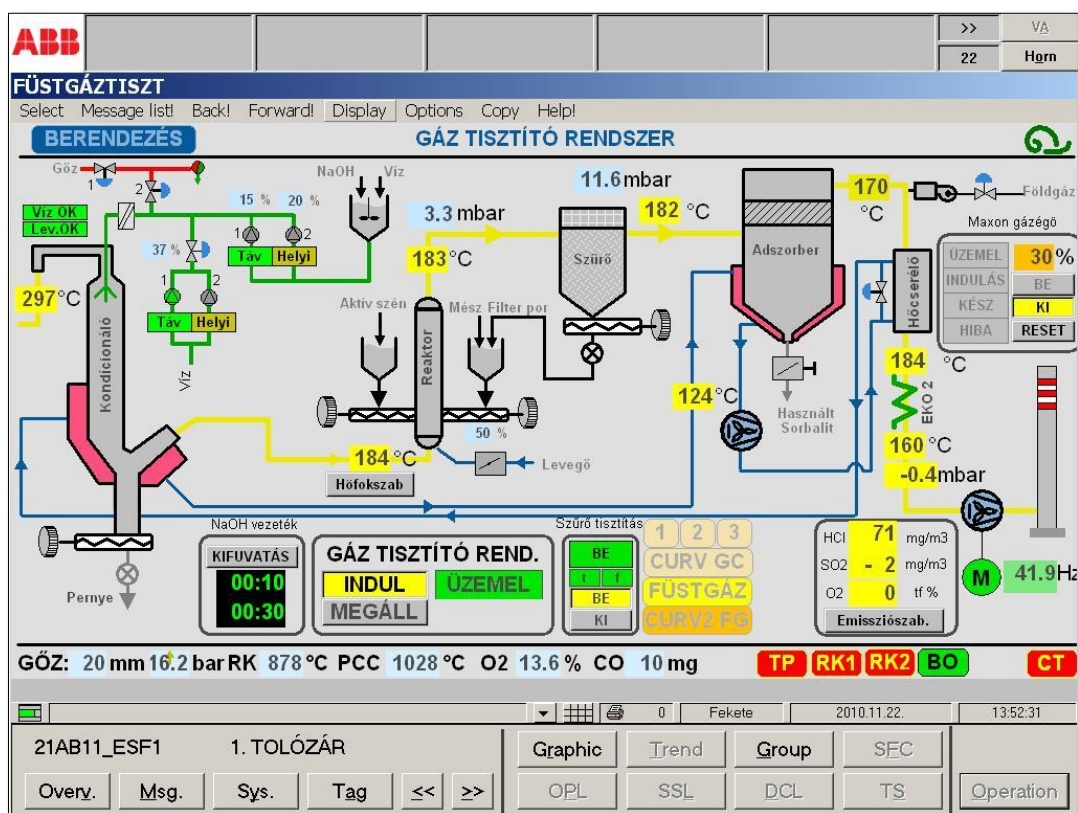 ABB
>> VA
22 Horn
FÜSTGÁZTISZT
Select Message list! Back! Forward! Display Options Copy Help!
BERENDEZÉS GÁZ TISZTÍTÓ RENDSZER
Gőz
1 2
Víz OK
Lev.OK
297°C
Kondicionáló
37 %
15 % 20 %
1 2
Táv Helyi
1 2
Táv Helyi
Víz
NaOH Víz
3.3 mbar
183°C
Aktív szén
Mész Filter por
Reaktor
50 %
184°C
Hőfokszab
Levegő
11.6mbar
182 °C
Szűrő
Adszorber
124°C
Használt
Sorbalit
170
°C
Földgáz
Hőcserélő
184
°C
EKO 2
160 °C
-0.4mbar
Maxon gázégő
ÜZEMEL 30%
INDULÁS BE
KÉSZ KI
HIBA RESET
Pernye
NaOH vezeték
KIFUVATÁS
00:10
00:30
GÁZ TISZTÍTÓ REND.
INDUL ÜZEMEL
MEGÁLL
Szűrő tisztítás
BE
t f
BE
KI
1 2 3
CURV GC
FÜSTGÁZ
CURV2 FG
HCl 71 mg/m3
SO2 - 2 mg/m3
O2 0 tf %
Emissziószab.
M 41.9Hz
GŐZ: 20 mm 16.2 bar RK 878 °C PCC 1028 °C O2 13.6 % CO 10 mg TP RK1 RK2 BO CT
0 Fekete 2010.11.22. 13:52:31
21AB11_ESF1 1. TOLÓZÁR
Graphic Trend Group SFC
Overv. Msg. Sys. Tag << >> OPL SSL DCL TS Operation